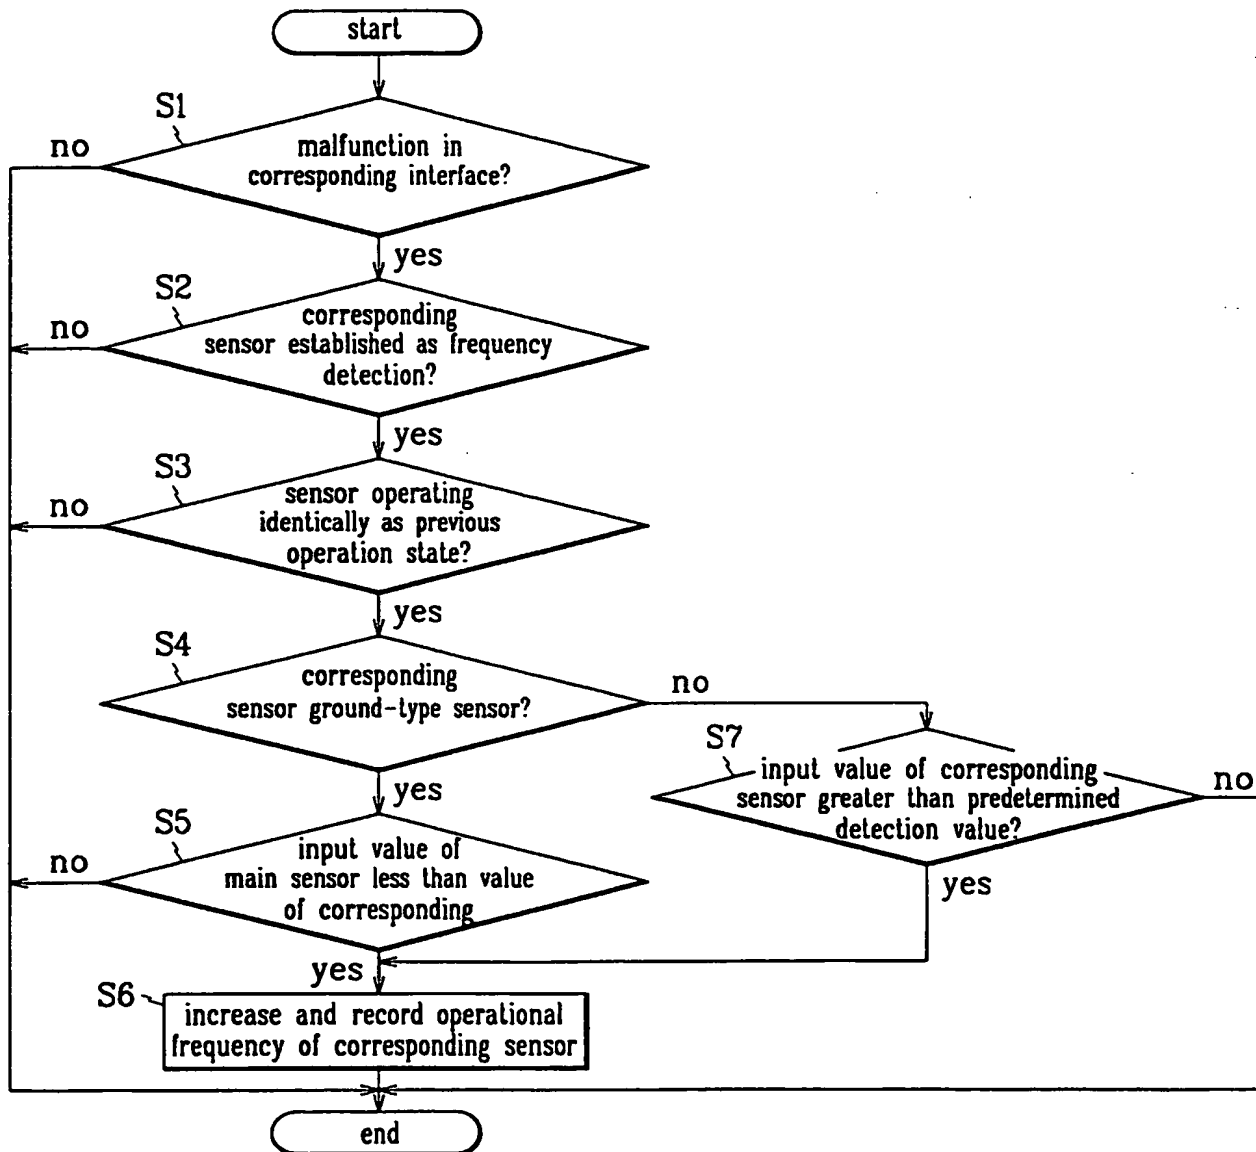 start
S1
no
malfunction in
corresponding interface?
yes
S2
no
corresponding
sensor established as frequency
detection?
yes
S3
no
sensor operating
identically as previous
operation state?
yes
S4
corresponding
sensor ground-type sensor?
no
yes
S7
input value of corresponding
sensor greater than predetermined
detection value?
no
yes
S5
no
input value of
main sensor less than value
of corresponding
yes
S6
increase and record operational
frequency of corresponding sensor
end